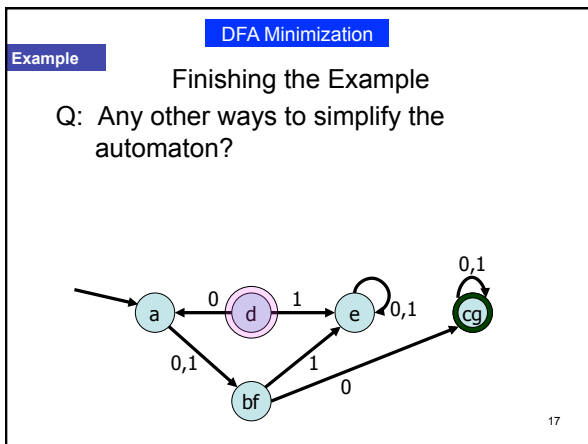 DFA Minimization
Example
Finishing the Example
Q: Any other ways to simplify the
automaton?
0,1
0 1
a d e 0,1 cg
0,1 1
0
bf
17